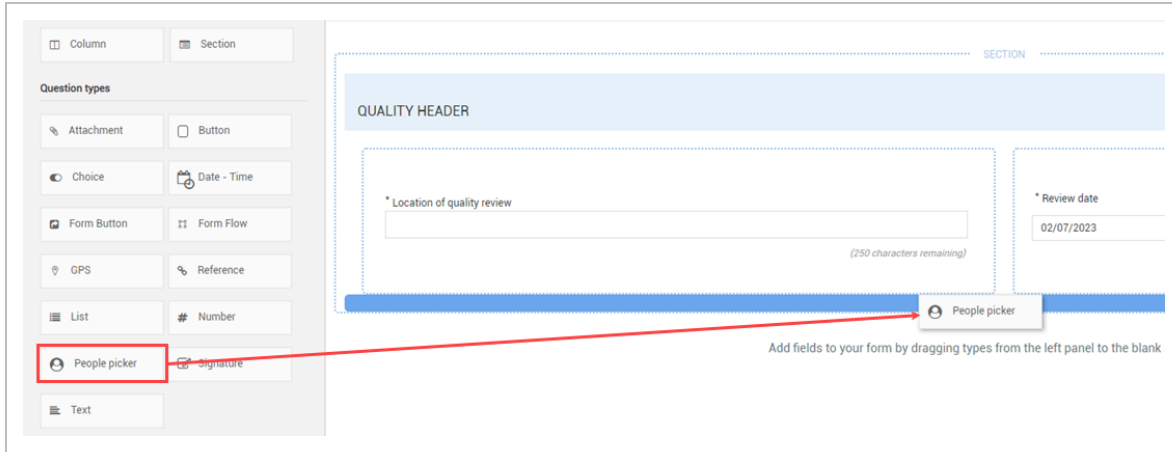 Column
Section
Question types
Attachment
Button
Choice
Date - Time
Form Button
Form Flow
GPS
Reference
List
Number
People picker
Signature
Text
SECTION
QUALITY HEADER
* Location of quality review
(250 characters remaining)
* Review date
02/07/2023
People picker
Add fields to your form by dragging types from the left panel to the blank